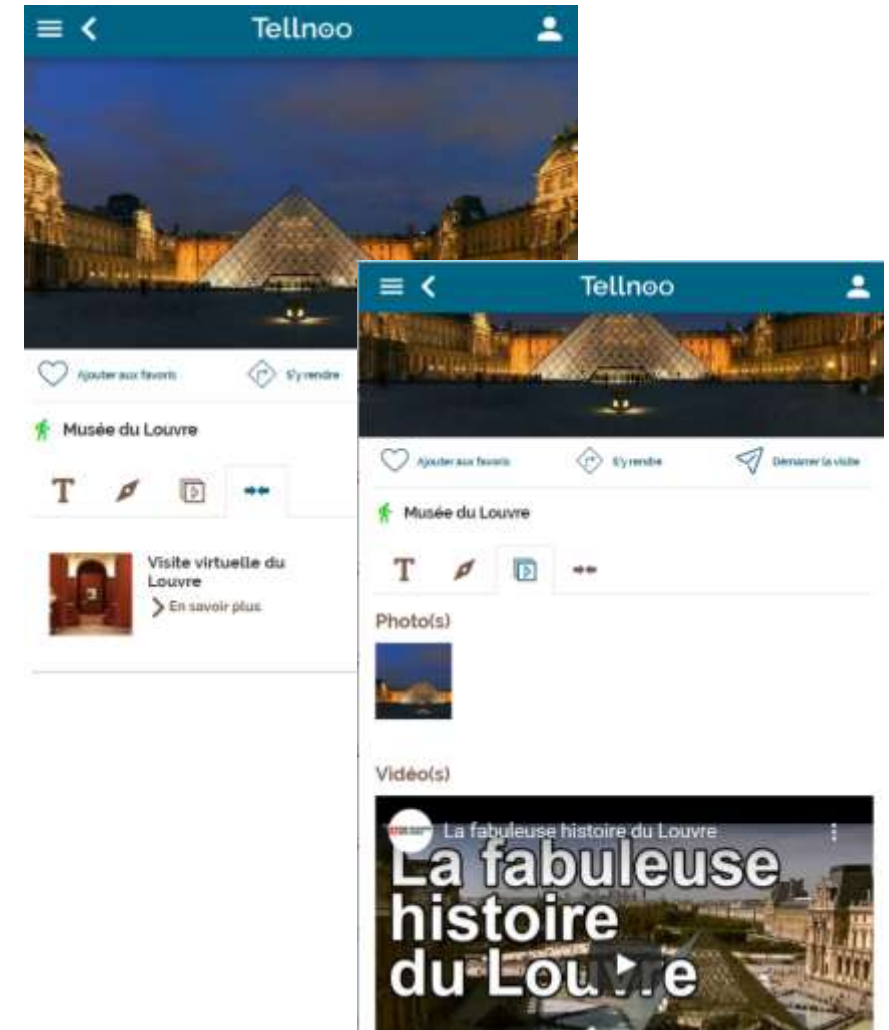 Tellnoo
Ajouter aux favoris
S'y rendre
Musée du Louvre
T
Visite virtuelle du
Louvre
En savoir plus
Tellnoo
Ajouter aux favoris
S'y rendre
Démarrer la visite
Musée du Louvre
T
Photo(s)
Vidéo(s)
La fabuleuse histoire du Louvre
La fabuleuse
histoire
du Louvre